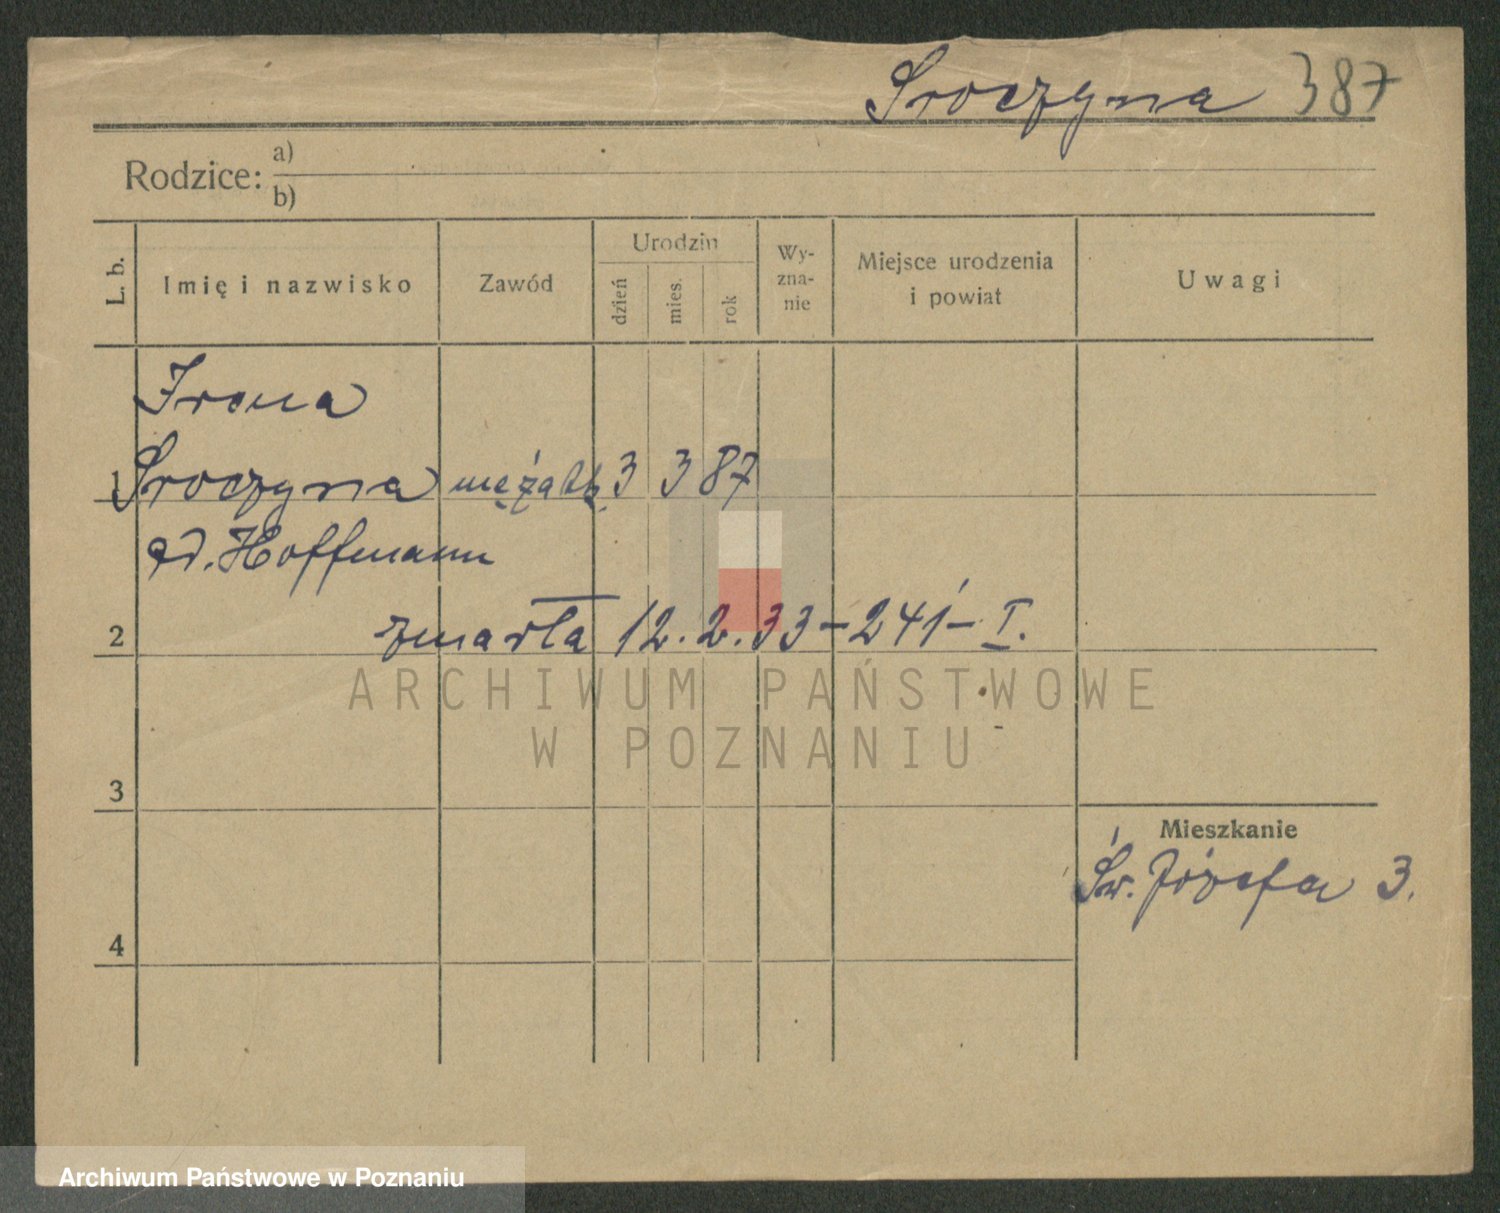 Sroczyna 387
Rodzice: a)
b)
L. b.
Imię i nazwisko
Zawód
Urodzin
dzień
mies.
rok
Wy-
zna-
nie
Miejsce urodzenia
i powiat
Uwagi
Irena
1 Sroczyna mężatk. 3 3 87
Hoffmann
2 zmarła 12.2.33 – 241 – I.
ARCHIWUM PAŃSTWOWE
W POZNANIU
3
Mieszkanie
Św. Józefa 3.
4
Archiwum Państwowe w Poznaniu